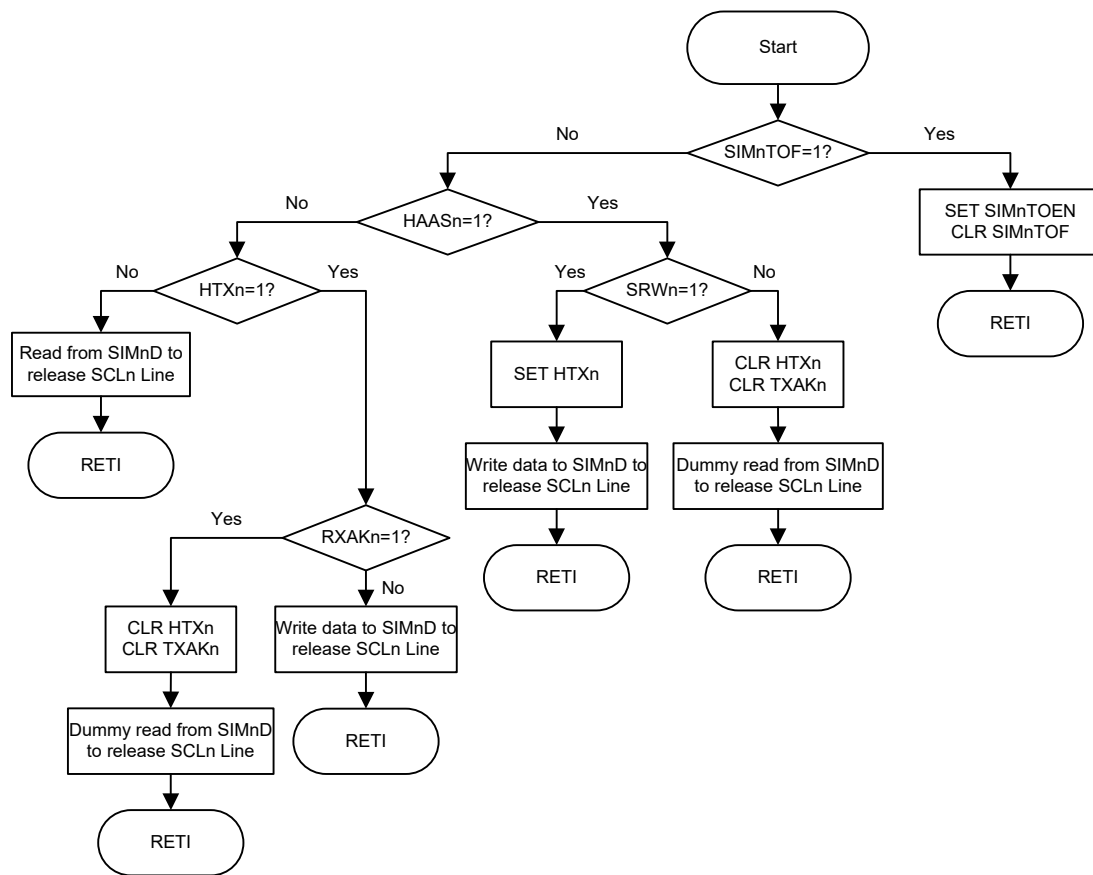 Start
No
SIMnTOF=1?
Yes
No
HAASn=1?
Yes
SET SIMnTOEN
CLR SIMnTOF
No
HTXn=1?
Yes
Yes
SRWn=1?
No
RETI
Read from SIMnD to
release SCLn Line
SET HTXn
CLR HTXn
CLR TXAKn
RETI
Write data to SIMnD to
release SCLn Line
Dummy read from SIMnD
to release SCLn Line
Yes
RXAKn=1?
RETI
RETI
No
CLR HTXn
CLR TXAKn
Write data to SIMnD to
release SCLn Line
Dummy read from SIMnD
to release SCLn Line
RETI
RETI